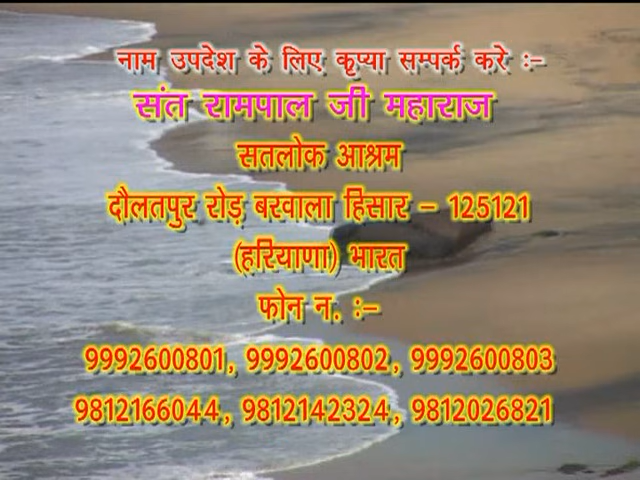 नाम उपदेश के लिए कृप्या सम्पर्क करे :-
संत रामपाल जी महाराज
सतलोक आश्रम
दौलतपुर रोड़ बरवाला हिसार - 125121
(हरियाणा) भारत
फोन न. :-
9992600801, 9992600802, 9992600803
9812166044, 9812142324, 9812026821